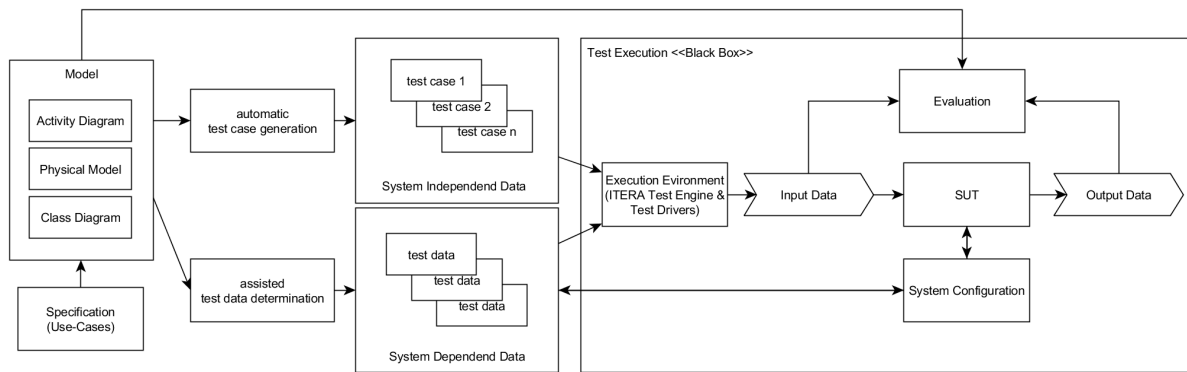 Model
Activity Diagram
Physical Model
Class Diagram
Specification
(Use-Cases)
automatic
test case generation
assisted
test data determination
test case 1
test case 2
test case n
System Independend Data
test data
test data
test data
System Dependend Data
Test Execution <<Black Box>>
Execution Evironment
(ITERA Test Engine &
Test Drivers)
Input Data
Evaluation
SUT
Output Data
System Configuration